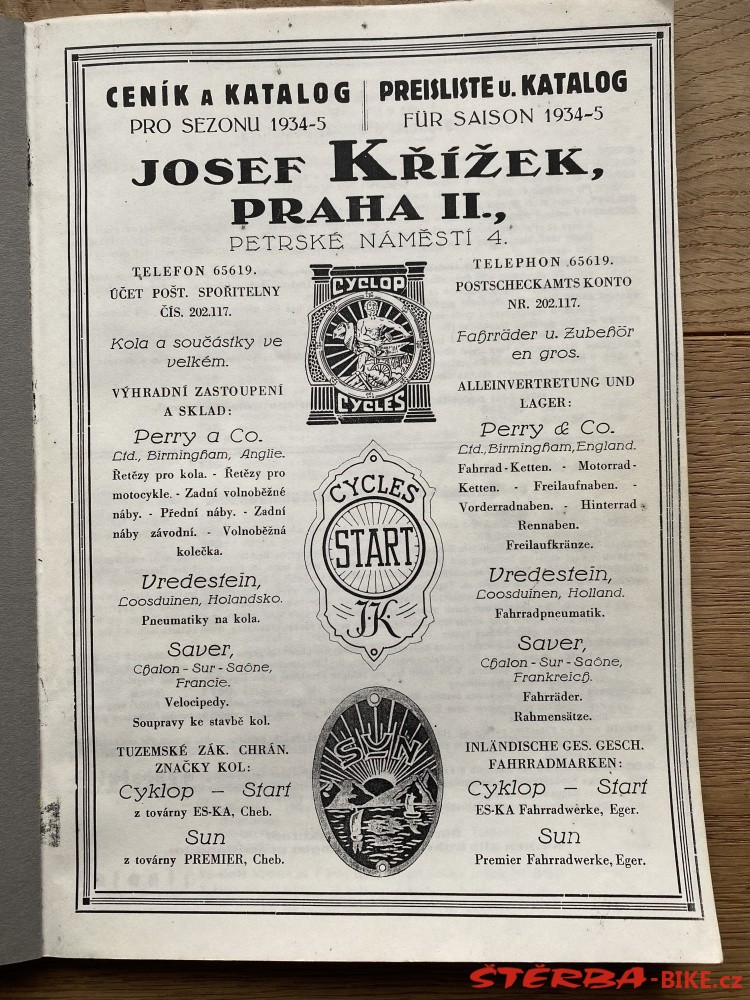 CENÍK A KATALOG
PRO SEZONU 1934-5
PREISLISTE U. KATALOG
FÜR SAISON 1934-5
JOSEF KŘÍŽEK,
PRAHA II.,
PETRSKÉ NÁMĚSTÍ 4.
TELEFON 65619.
ÚČET POŠT. SPOŘITELNY
ČÍS. 202.117.
Kola a součástky ve
velkém.
VÝHRADNÍ ZASTOUPENÍ
A SKLAD:
Perry a Co.
Ltd., Birmingham, Anglie.
Řetězy pro kola. - Řetězy pro
motocykle. - Zadní volnoběžné
náby. - Přední náby. - Zadní
náby závodní. - Volnoběžná
kolečka.
Vredestein,
Loosduinen, Holandsko.
Pneumatiky na kola.
Saver,
Chalon - Sur - Saône,
Francie.
Velocipedy.
Soupravy ke stavbě kol.
TUZEMSKÉ ZÁK. CHRÁN.
ZNAČKY KOL:
Cyklop – Start
z továrny ES-KA, Cheb.
Sun
z továrny PREMIER, Cheb.
CYCLOP
CYCLES
CYCLES
START
J.K.
SUN
TELEPHON 65619.
POSTSCHECKAMTS KONTO
NR. 202.117.
Fahrräder u. Zubehör
en gros.
ALLEINVERTRETUNG UND
LAGER:
Perry & Co.
Ltd., Birmingham, England.
Fahrrad-Ketten. - Motorrad-
Ketten. - Freilaufnaben. -
Vorderradnaben. - Hinterrad
Rennaben.
Freilaufkränze.
Vredestein,
Loosduinen, Holland.
Fahrradpneumatik.
Saver,
Chalon - Sur - Saône,
Frankreich.
Fahrräder.
Rahmensätze.
INLÄNDISCHE GES. GESCH.
FAHRRADMARKEN:
Cyklop – Start
ES-KA Fahrradwerke, Eger.
Sun
Premier Fahrradwerke, Eger.
ŠTĚRBA-BIKE.cz